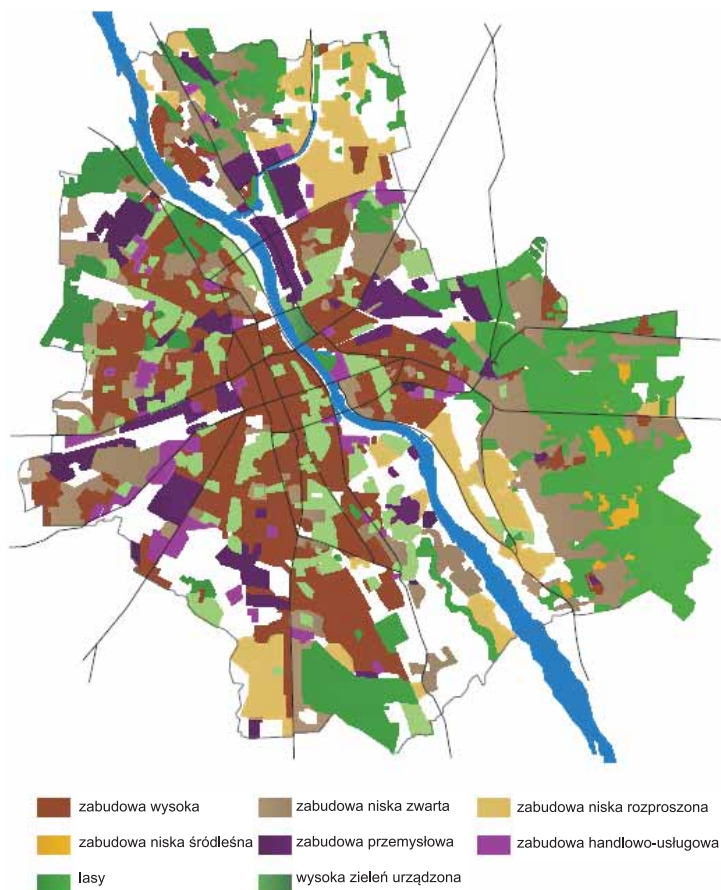 zabudowa wysoka
zabudowa niska zwarta
zabudowa niska rozproszona
zabudowa niska śródleśna
zabudowa przemysłowa
zabudowa handlowo-usługowa
lasy
wysoka zieleń urządzona